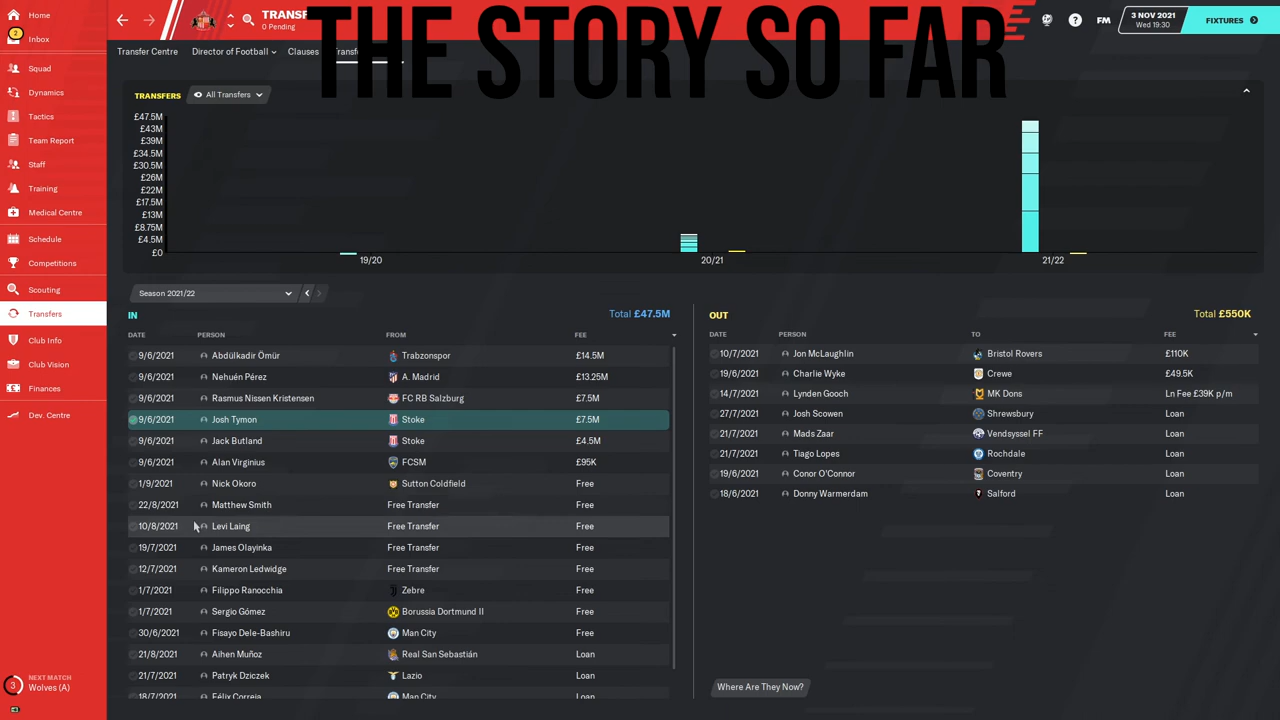 Home
2
Inbox
Squad
Dynamics
Tactics
Team Report
Staff
Training
Medical Centre
Schedule
Competitions
Scouting
Transfers
Club Info
Club Vision
Finances
Dev. Centre
3
NEXT MATCH
Wolves (A)
0 Pending
THE STORY SO FAR
?
FM
3 NOV 2021
Wed 19:30
FIXTURES
Transfer Centre
Director of Football
Clauses
TRANSFERS
All Transfers
£47.5M
£43M
£39M
£34.5M
£30.5M
£26M
£22M
£17.5M
£13M
£8.75M
£4.5M
£0
19/20
20/21
21/22
Season 2021/22
IN
Total £47.5M
DATE PERSON FROM FEE
9/6/2021 Abdülkadir Ömür Trabzonspor £14.5M
9/6/2021 Nehuén Pérez A. Madrid £13.25M
9/6/2021 Rasmus Nissen Kristensen FC RB Salzburg £7.5M
9/6/2021 Josh Tymon Stoke £7.5M
9/6/2021 Jack Butland Stoke £4.5M
9/6/2021 Alan Virginius FCSM £95K
1/9/2021 Nick Okoro Sutton Coldfield Free
22/8/2021 Matthew Smith Free Transfer Free
10/8/2021 Levi Laing Free Transfer Free
19/7/2021 James Olayinka Free Transfer Free
12/7/2021 Kameron Ledwidge Free Transfer Free
1/7/2021 Filippo Ranocchia Zebre Free
1/7/2021 Sergio Gómez Borussia Dortmund II Free
30/6/2021 Fisayo Dele-Bashiru Man City Free
21/8/2021 Aihen Muñoz Real San Sebastián Loan
21/7/2021 Patryk Dziczek Lazio Loan
18/7/2021 Félix Correia Man City Loan
OUT
Total £550K
DATE PERSON TO FEE
10/7/2021 Jon McLaughlin Bristol Rovers £110K
19/6/2021 Charlie Wyke Crewe £49.5K
14/7/2021 Lynden Gooch MK Dons Ln Fee £39K p/m
27/7/2021 Josh Scowen Shrewsbury Loan
21/7/2021 Mads Zaar Vendsyssel FF Loan
21/7/2021 Tiago Lopes Rochdale Loan
19/6/2021 Conor O'Connor Coventry Loan
18/6/2021 Donny Warmerdam Salford Loan
Where Are They Now?